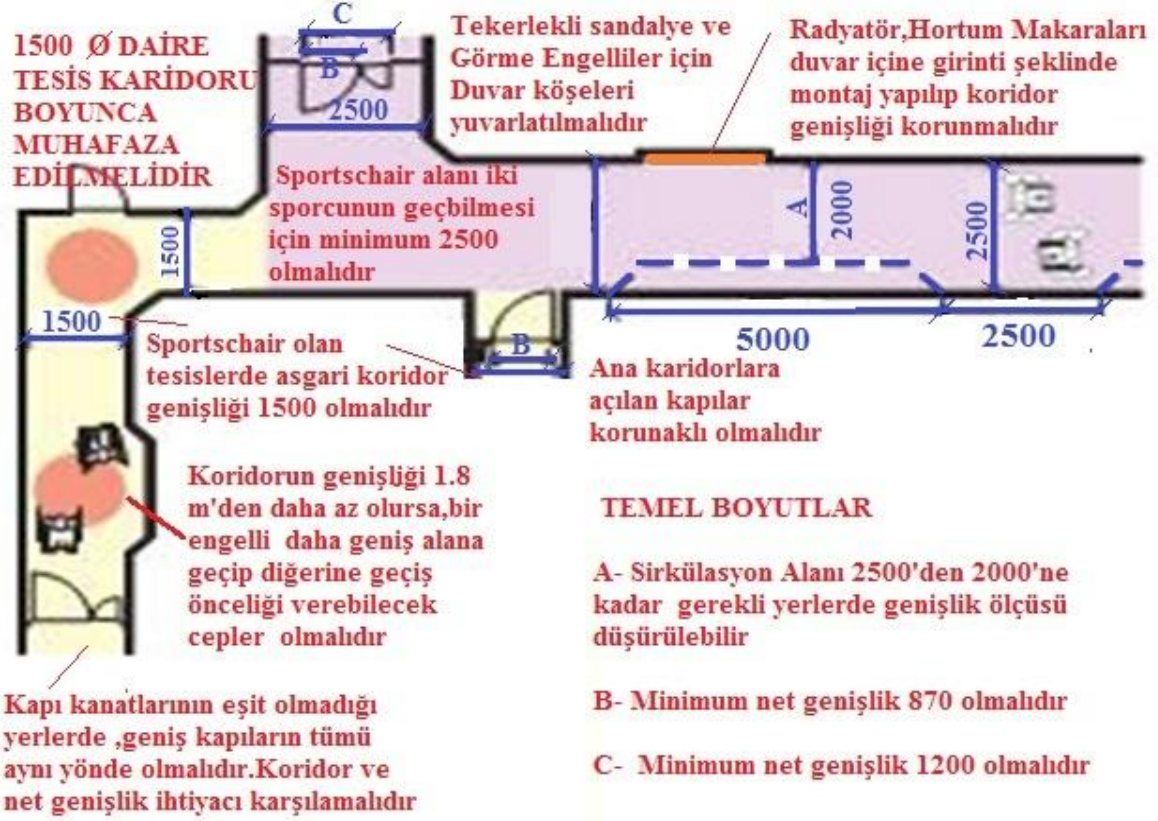 1500 Ø DAİRE
TESİS KARİDORU
BOYUNCA
MUHAFAZA
EDİLMELİDİR
C
B
2500
Tekerlekli sandalye ve
Görme Engelliler için
Duvar köşeleri
yuvarlatılmalıdır
Radyatör,Hortum Makaraları
duvar içine girinti şeklinde
montaj yapılıp koridor
genişliği korunmalıdır
Sportschair alanı iki
sporcunun geçbilmesi
için minimum 2500
olmalıdır
1500
A
2000
2500
1500
B
5000
2500
Sportschair olan
tesislerde asgari koridor
genişliği 1500 olmalıdır
Ana karidorlara
açılan kapılar
korunaklı olmalıdır
Koridorun genişliği 1.8
m'den daha az olursa,bir
engelli daha geniş alana
geçip diğerine geçiş
önceliği verebilecek
cepler olmalıdır
Kapı kanatlarının eşit olmadığı
yerlerde ,geniş kapıların tümü
aynı yönde olmalıdır.Koridor ve
net genişlik ihtiyacı karşılamalıdır
TEMEL BOYUTLAR
A- Sirkülasyon Alanı 2500'den 2000'ne
kadar gerekli yerlerde genişlik ölçüsü
düşürülebilir
B- Minimum net genişlik 870 olmalıdır
C- Minimum net genişlik 1200 olmalıdır